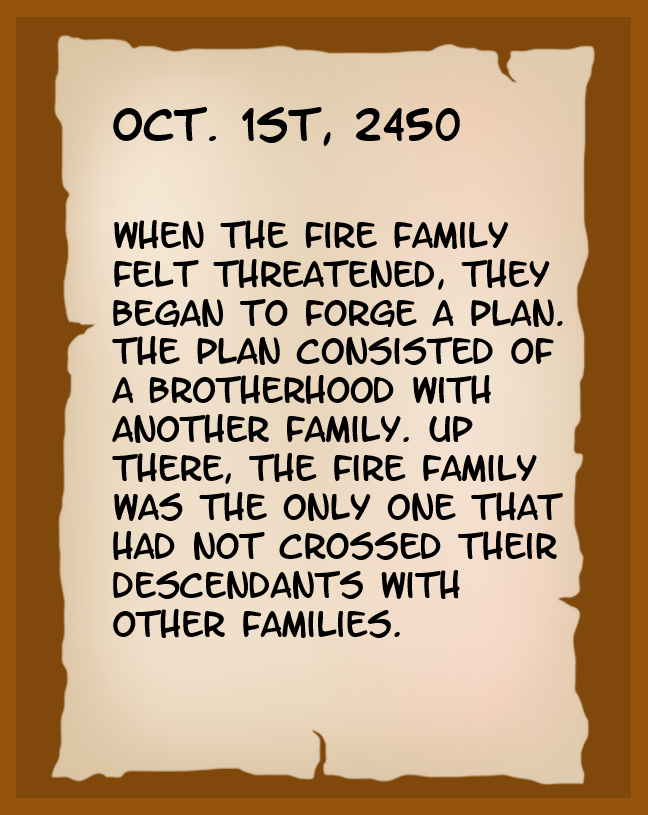 OCT. 1ST, 2450
WHEN THE FIRE FAMILY
FELT THREATENED, THEY
BEGAN TO FORGE A PLAN.
THE PLAN CONSISTED OF
A BROTHERHOOD WITH
ANOTHER FAMILY. UP
THERE, THE FIRE FAMILY
WAS THE ONLY ONE THAT
HAD NOT CROSSED THEIR
DESCENDANTS WITH
OTHER FAMILIES.